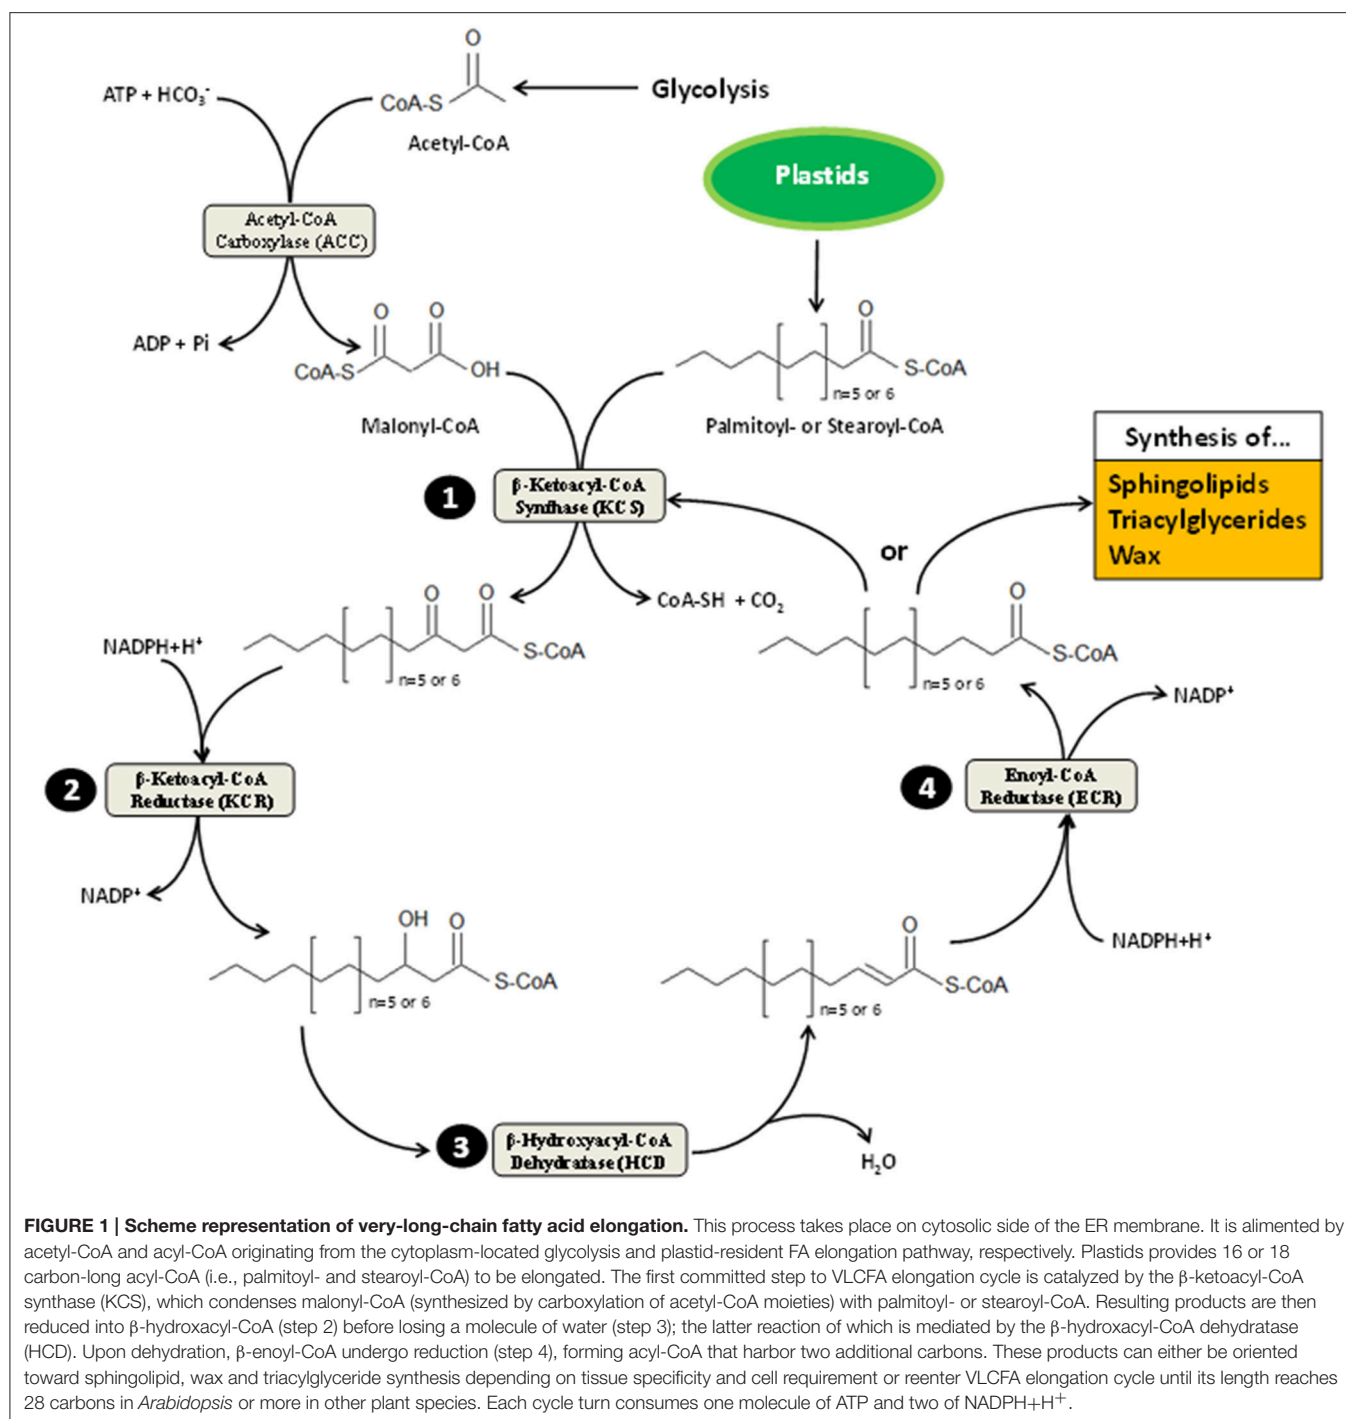 O
ATP + HCO₃⁻
CoA-S
Glycolysis
Acetyl-CoA
Plastids
Acetyl-CoA
Carboxylase (ACC)
O O
O
ADP + Pi
CoA-S
OH
S-CoA
n=5 or 6
Malonyl-CoA
Palmitoyl- or Stearoyl-CoA
Synthesis of...
Sphingolipids
Triacylglycerides
Wax
1
β-Ketoacyl-CoA
Synthase (KCS)
or
CoA-SH + CO₂
O O
O
NADPH+H⁺
S-CoA
n=5 or 6
S-CoA
n=5 or 6
NADP⁺
2
β-Ketoacyl-CoA
Reductase (KCR)
4
Enoyl-CoA
Reductase (ECR)
NADP⁺
OH O
O
NADPH+H⁺
S-CoA
n=5 or 6
S-CoA
n=5 or 6
3
β-Hydroxyacyl-CoA
Dehydratase (HCD
H₂O
FIGURE 1 | Scheme representation of very-long-chain fatty acid elongation. This process takes place on cytosolic side of the ER membrane. It is alimented by
acetyl-CoA and acyl-CoA originating from the cytoplasm-located glycolysis and plastid-resident FA elongation pathway, respectively. Plastids provides 16 or 18
carbon-long acyl-CoA (i.e., palmitoyl- and stearoyl-CoA) to be elongated. The first committed step to VLCFA elongation cycle is catalyzed by the β-ketoacyl-CoA
synthase (KCS), which condenses malonyl-CoA (synthesized by carboxylation of acetyl-CoA moieties) with palmitoyl- or stearoyl-CoA. Resulting products are then
reduced into β-hydroxacyl-CoA (step 2) before losing a molecule of water (step 3); the latter reaction of which is mediated by the β-hydroxacyl-CoA dehydratase
(HCD). Upon dehydration, β-enoyl-CoA undergo reduction (step 4), forming acyl-CoA that harbor two additional carbons. These products can either be oriented
toward sphingolipid, wax and triacylglyceride synthesis depending on tissue specificity and cell requirement or reenter VLCFA elongation cycle until its length reaches
28 carbons in Arabidopsis or more in other plant species. Each cycle turn consumes one molecule of ATP and two of NADPH+H⁺.